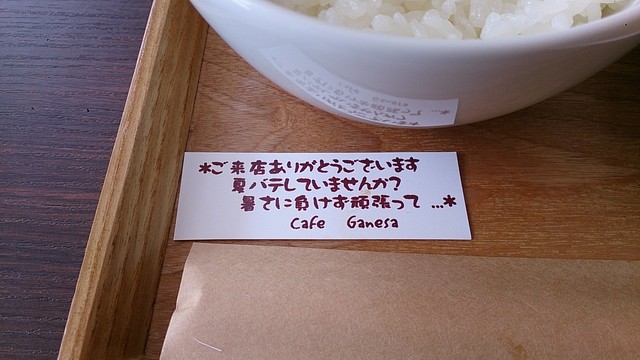 *ご来店ありがとうございます
夏バテしていませんか?
暑さに負けず頑張って …*
Cafe Ganesa